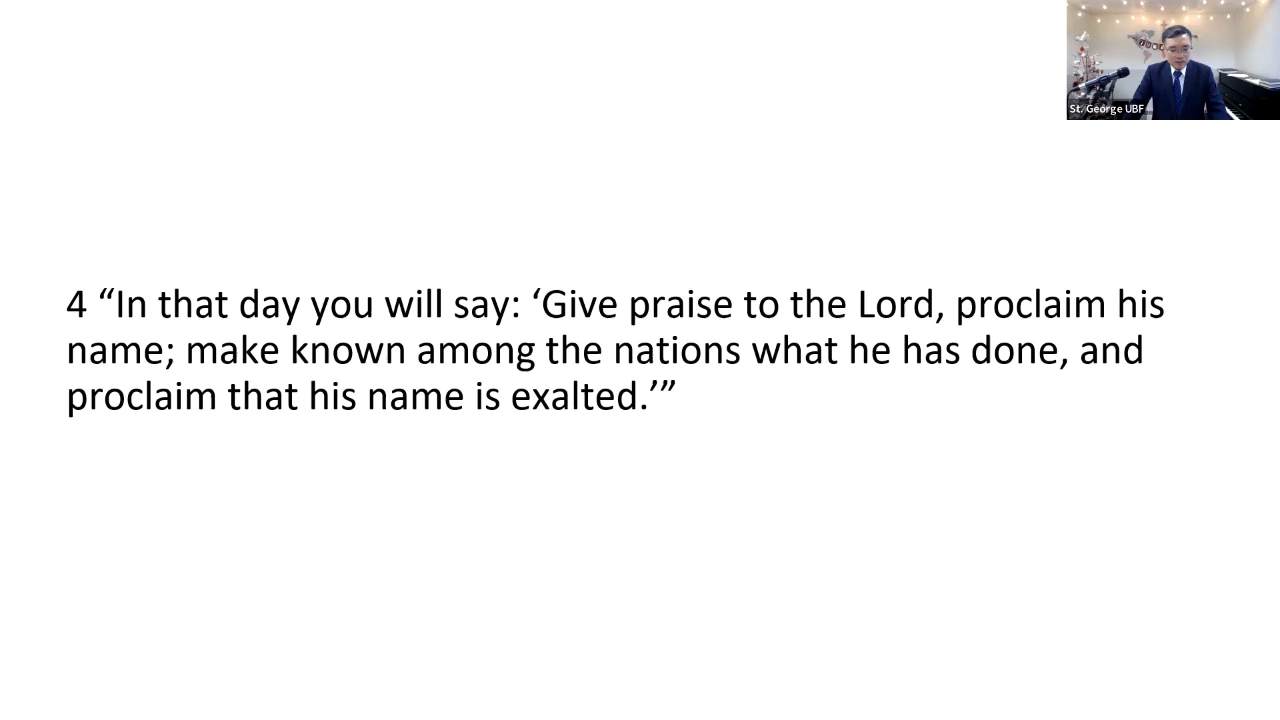 St. George UBF
4 “In that day you will say: ‘Give praise to the Lord, proclaim his
name; make known among the nations what he has done, and
proclaim that his name is exalted.’”